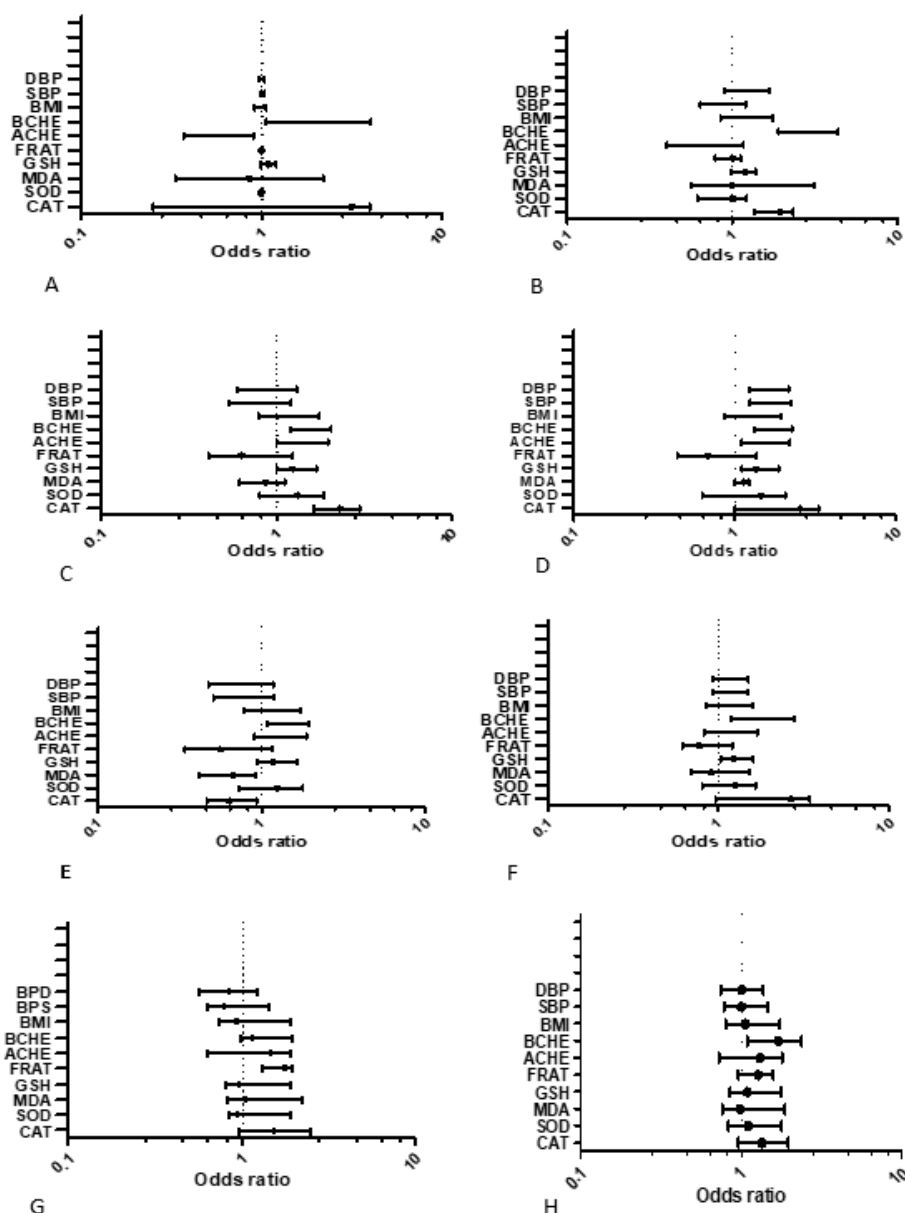 DBP
SBP
BMI
BCHE
ACHE
FRAT
GSH
MDA
SOD
CAT
0.1
1
10
Odds ratio
A
DBP
SBP
BMI
BCHE
ACHE
FRAT
GSH
MDA
SOD
CAT
0.1
1
10
Odds ratio
B
DBP
SBP
BMI
BCHE
ACHE
FRAT
GSH
MDA
SOD
CAT
0.1
1
10
Odds ratio
C
DBP
SBP
BMI
BCHE
ACHE
FRAT
GSH
MDA
SOD
CAT
0.1
1
10
Odds ratio
D
DBP
SBP
BMI
BCHE
ACHE
FRAT
GSH
MDA
SOD
CAT
0.1
1
10
Odds ratio
E
DBP
SBP
BMI
BCHE
ACHE
FRAT
GSH
MDA
SOD
CAT
0.1
1
10
Odds ratio
F
BPD
BPS
BMI
BCHE
ACHE
FRAT
GSH
MDA
SOD
CAT
0.1
1
10
Odds ratio
G
DBP
SBP
BMI
BCHE
ACHE
FRAT
GSH
MDA
SOD
CAT
0.1
1
10
Odds ratio
H